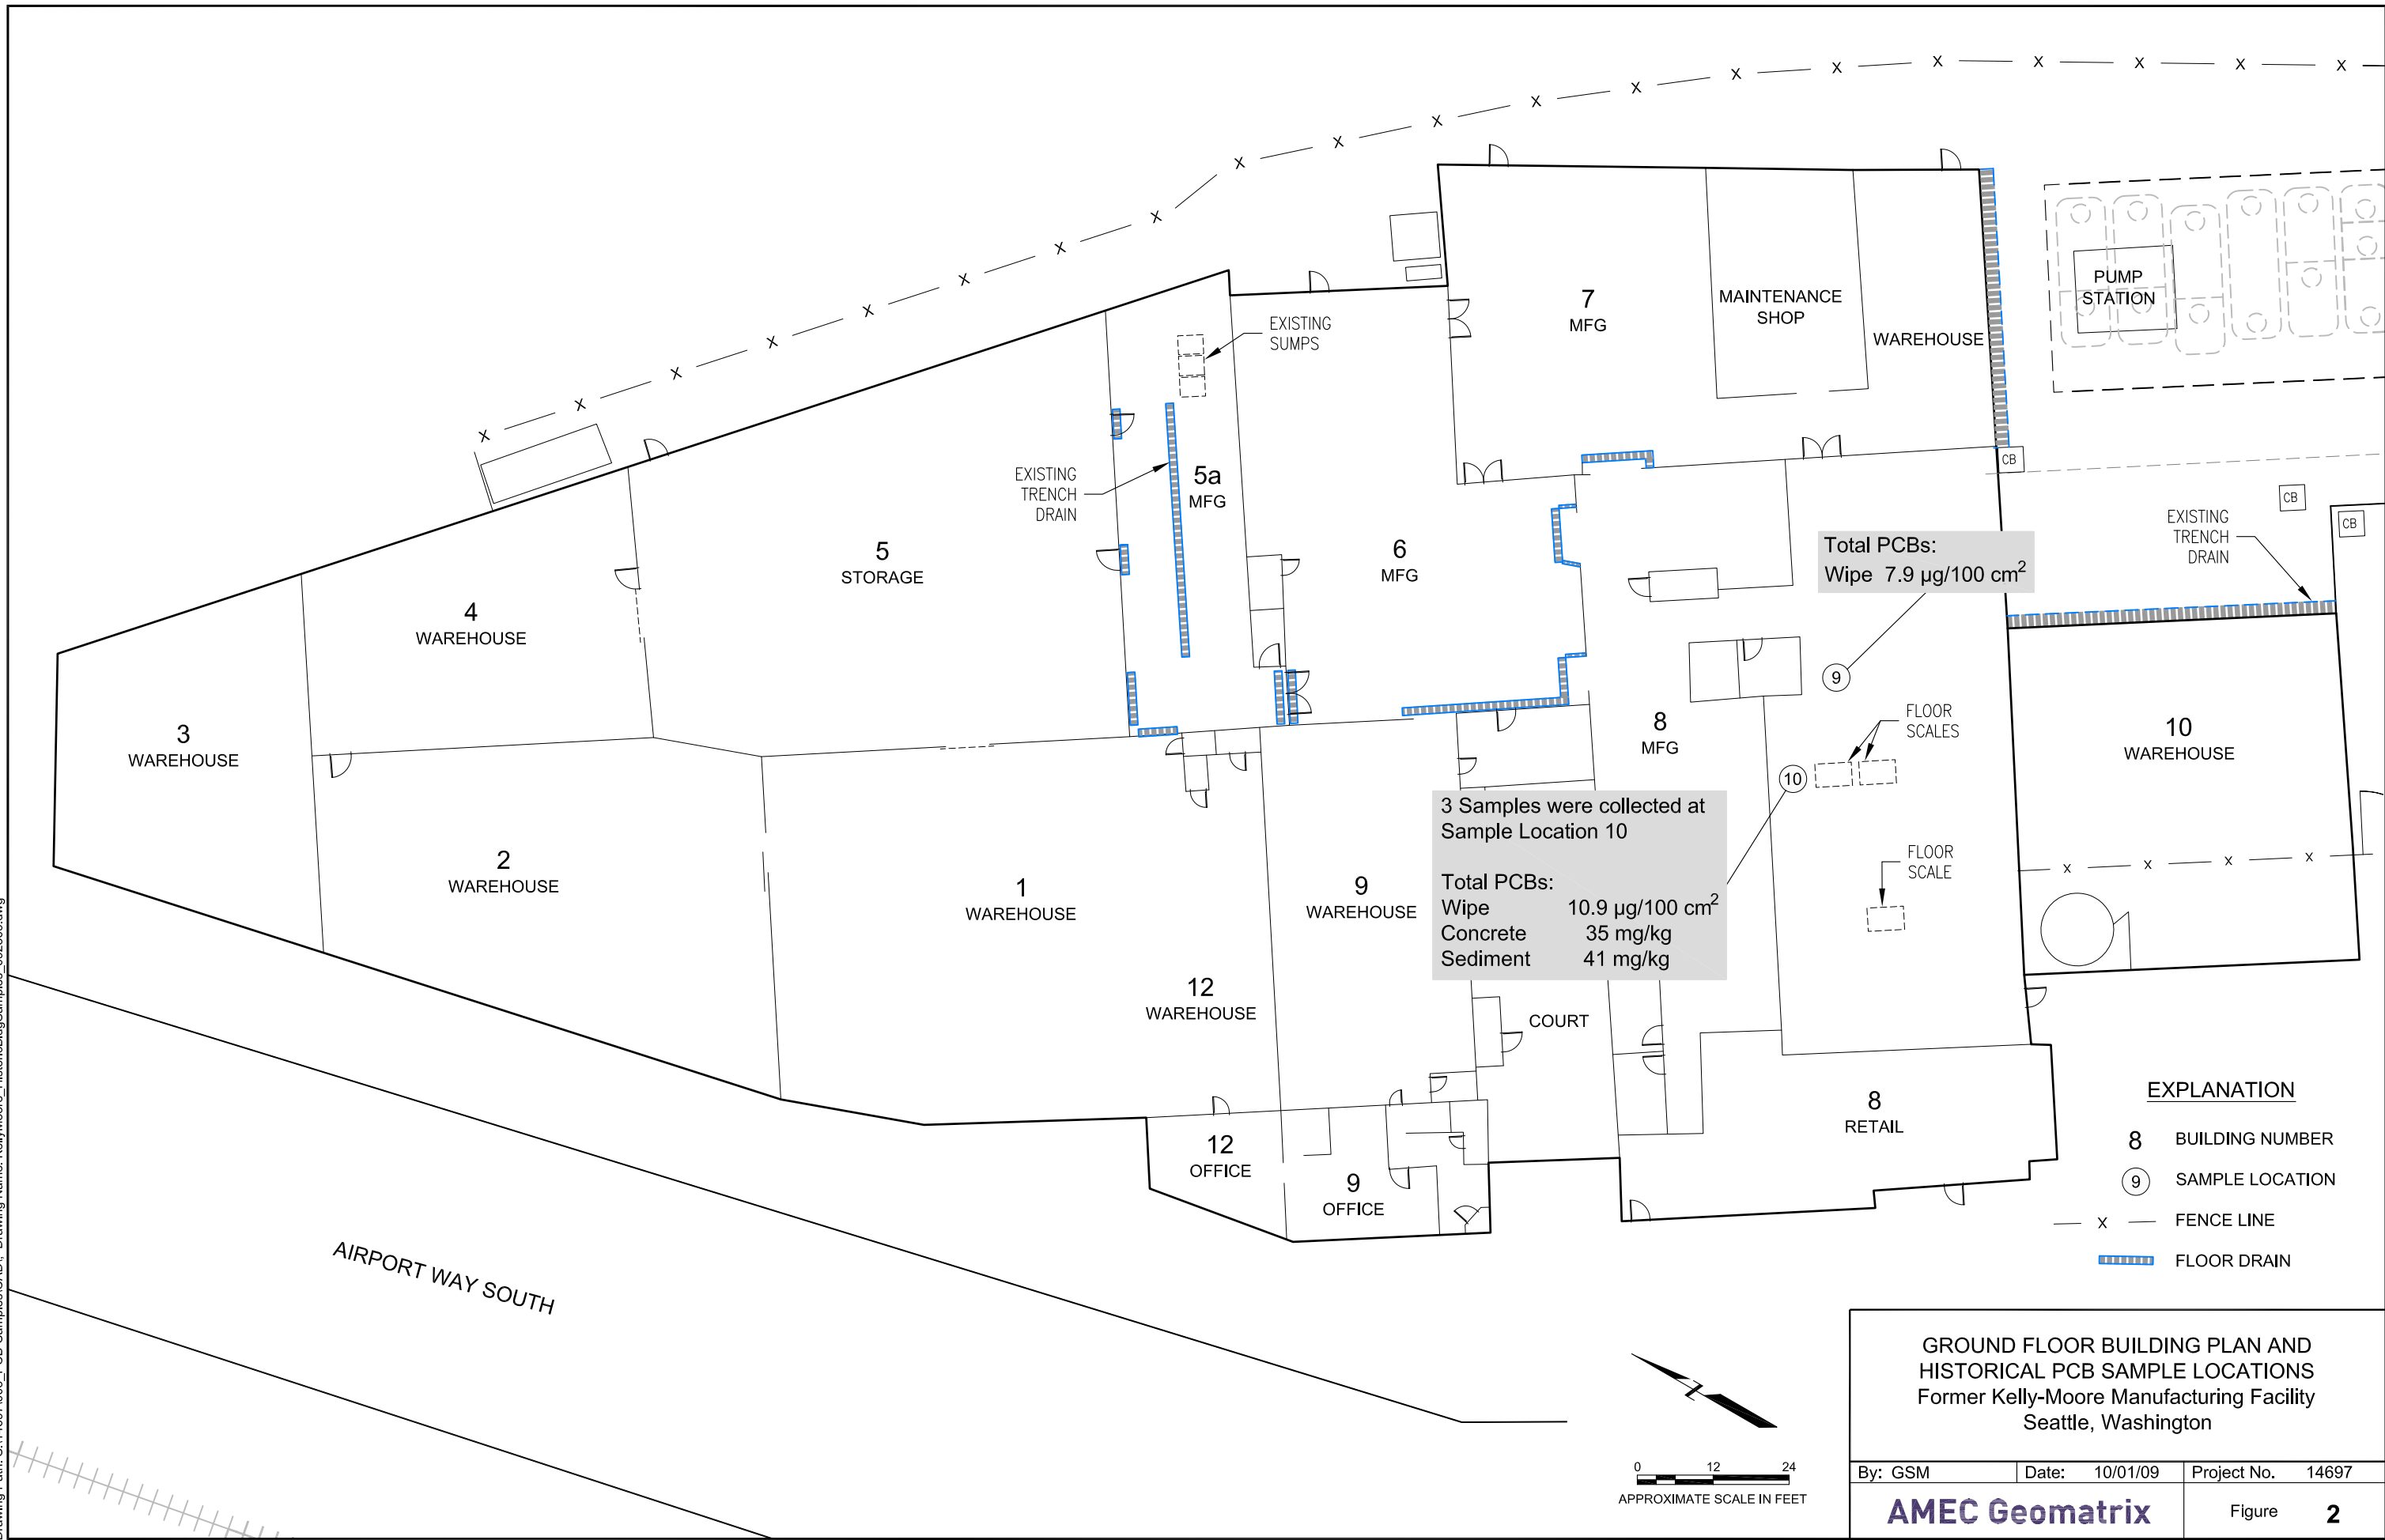 X X X X X X X X X X X X X X X X X X X
7
MFG
MAINTENANCE
SHOP
WAREHOUSE
PUMP
STATION
EXISTING
SUMPS
CB
CB
CB
EXISTING
TRENCH
DRAIN
5a
MFG
EXISTING
TRENCH
DRAIN
5
STORAGE
6
MFG
Total PCBs:
Wipe 7.9 µg/100 cm2
4
WAREHOUSE
9
3
WAREHOUSE
8
MFG
FLOOR
SCALES
10
WAREHOUSE
10
3 Samples were collected at
Sample Location 10
Total PCBs:
Wipe 10.9 µg/100 cm2
Concrete 35 mg/kg
Sediment 41 mg/kg
2
WAREHOUSE
1
WAREHOUSE
9
WAREHOUSE
FLOOR
SCALE
X X X X
12
WAREHOUSE
COURT
8
RETAIL
12
OFFICE
9
OFFICE
AIRPORT WAY SOUTH
EXPLANATION
8 BUILDING NUMBER
9 SAMPLE LOCATION
X FENCE LINE
FLOOR DRAIN
0 12 24
APPROXIMATE SCALE IN FEET
GROUND FLOOR BUILDING PLAN AND
HISTORICAL PCB SAMPLE LOCATIONS
Former Kelly-Moore Manufacturing Facility
Seattle, Washington
By: GSM Date: 10/01/09 Project No. 14697
AMEC Geomatrix Figure 2